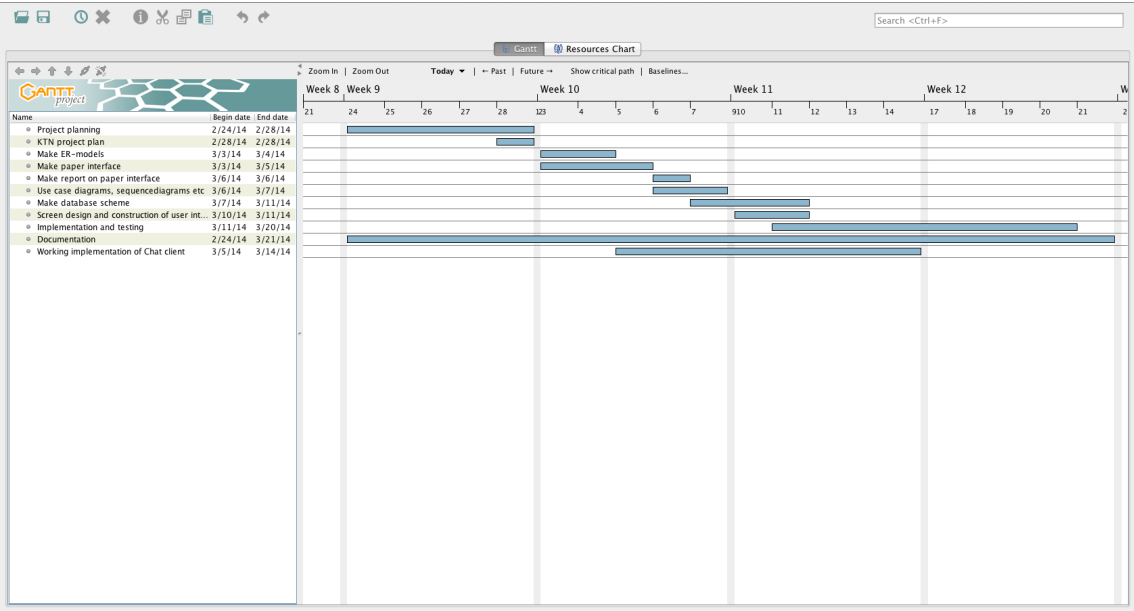 Search <Ctrl+F>
Gantt Resources Chart
Zoom In | Zoom Out Today ▼ | ← Past | Future → Show critical path | Baselines...
GANTT project
Week 8 Week 9 Week 10 Week 11 Week 12 W
21 24 25 26 27 28 1 2 3 4 5 6 7 9 10 11 12 13 14 17 18 19 20 21 2
Name Begin date End date
Project planning 2/24/14 2/28/14
KTN project plan 2/28/14 2/28/14
Make ER-models 3/3/14 3/4/14
Make paper interface 3/3/14 3/5/14
Make report on paper interface 3/6/14 3/6/14
Use case diagrams, sequencediagrams etc 3/6/14 3/7/14
Make database scheme 3/7/14 3/11/14
Screen design and construction of user int... 3/10/14 3/11/14
Implementation and testing 3/11/14 3/20/14
Documentation 2/24/14 3/21/14
Working implementation of Chat client 3/5/14 3/14/14